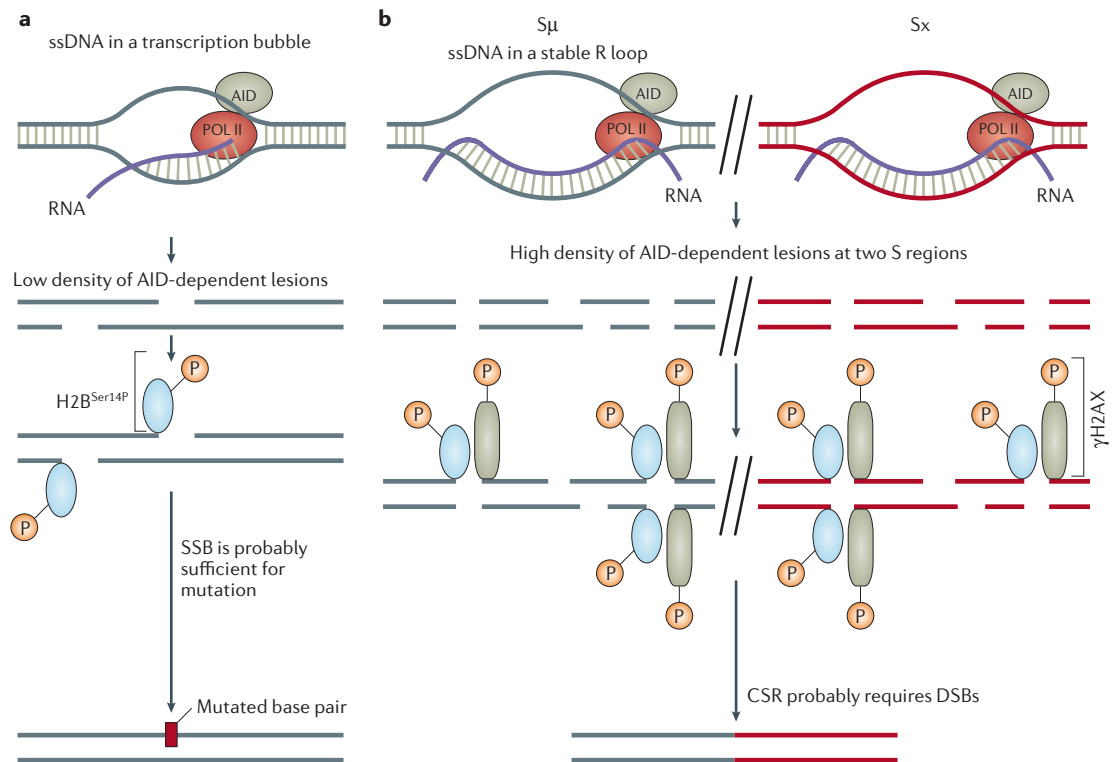 a
ssDNA in a transcription bubble
AID
POL II
RNA
Low density of AID-dependent lesions
P
H2B^Ser14P
P
SSB is probably
sufficient for
mutation
Mutated base pair
b
Sμ
Sx
ssDNA in a stable R loop
AID
AID
POL II
POL II
RNA
RNA
High density of AID-dependent lesions at two S regions
P
P
P
P
P
P
P
P
γH2AX
P
P
P
P
CSR probably requires DSBs